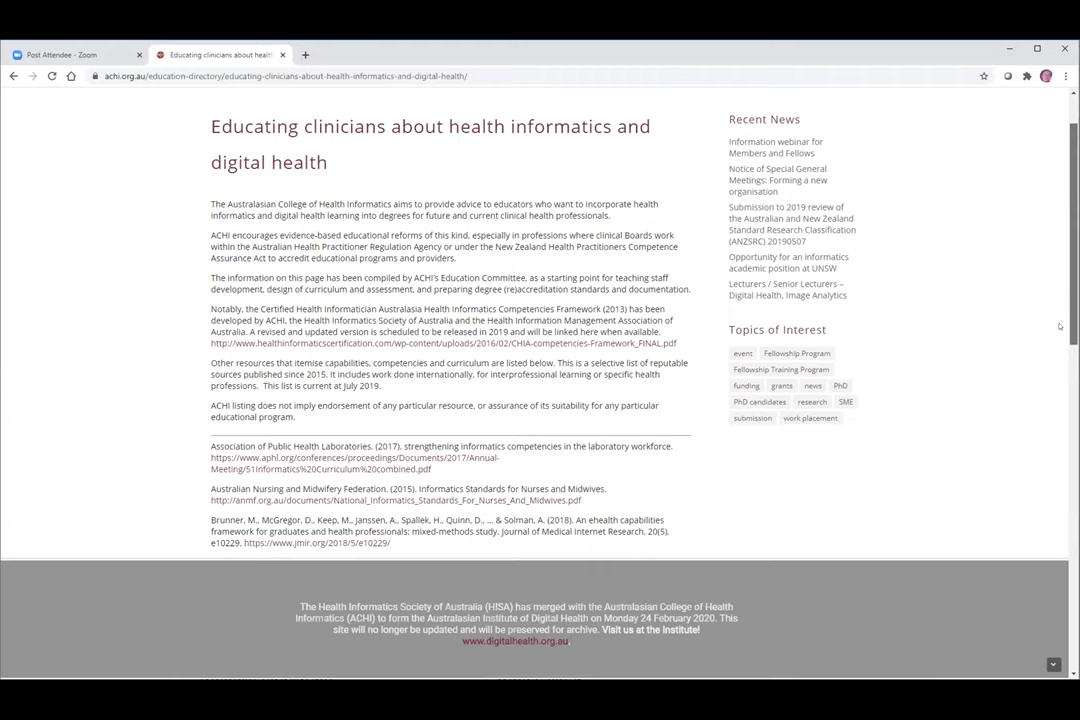 Post Attendee - Zoom
Educating clinicians about healt
achi.org.au/education-directory/educating-clinicians-about-health-informatics-and-digital-health/
Educating clinicians about health informatics and
digital health
The Australasian College of Health Informatics aims to provide advice to educators who want to incorporate health
informatics and digital health learning into degrees for future and current clinical health professionals.
ACHI encourages evidence-based educational reforms of this kind, especially in professions where clinical Boards work
within the Australian Health Practitioner Regulation Agency or under the New Zealand Health Practitioners Competence
Assurance Act to accredit educational programs and providers.
The information on this page has been compiled by ACHI's Education Committee, as a starting point for teaching staff
development, design of curriculum and assessment, and preparing degree (re)accreditation standards and documentation.
Notably, the Certified Health Informatician Australasia Health Informatics Competencies Framework (2013) has been
developed by ACHI, the Health Informatics Society of Australia and the Health Information Management Association of
Australia. A revised and updated version is scheduled to be released in 2019 and will be linked here when available.
http://www.healthinformaticscertification.com/wp-content/uploads/2016/02/CHIA-competencies-Framework_FINAL.pdf
Other resources that itemise capabilities, competencies and curriculum are listed below. This is a selective list of reputable
sources published since 2015. It includes work done internationally, for interprofessional learning or specific health
professions. This list is current at July 2019.
ACHI listing does not imply endorsement of any particular resource, or assurance of its suitability for any particular
educational program.
Association of Public Health Laboratories. (2017). strengthening informatics competencies in the laboratory workforce.
https://www.aphl.org/conferences/proceedings/Documents/2017/Annual-
Meeting/51Informatics%20Curriculum%20combined.pdf
Australian Nursing and Midwifery Federation. (2015). Informatics Standards for Nurses and Midwives.
http://anmf.org.au/documents/National_Informatics_Standards_For_Nurses_And_Midwives.pdf
Brunner, M., McGregor, D., Keep, M., Janssen, A., Spallek, H., Quinn, D., ... & Solman, A. (2018). An ehealth capabilities
framework for graduates and health professionals: mixed-methods study. Journal of Medical Internet Research, 20(5),
e10229. https://www.jmir.org/2018/5/e10229/
Recent News
Information webinar for
Members and Fellows
Notice of Special General
Meetings: Forming a new
organisation
Submission to 2019 review of
the Australian and New Zealand
Standard Research Classification
(ANZSRC) 20190507
Opportunity for an informatics
academic position at UNSW
Lecturers / Senior Lecturers –
Digital Health, Image Analytics
Topics of Interest
event Fellowship Program
Fellowship Training Program
funding grants news PhD
PhD candidates research SME
submission work placement
The Health Informatics Society of Australia (HISA) has merged with the Australasian College of Health
Informatics (ACHI) to form the Australasian Institute of Digital Health on Monday 24 February 2020. This
site will no longer be updated and will be preserved for archive. Visit us at the Institute!
www.digitalhealth.org.au.